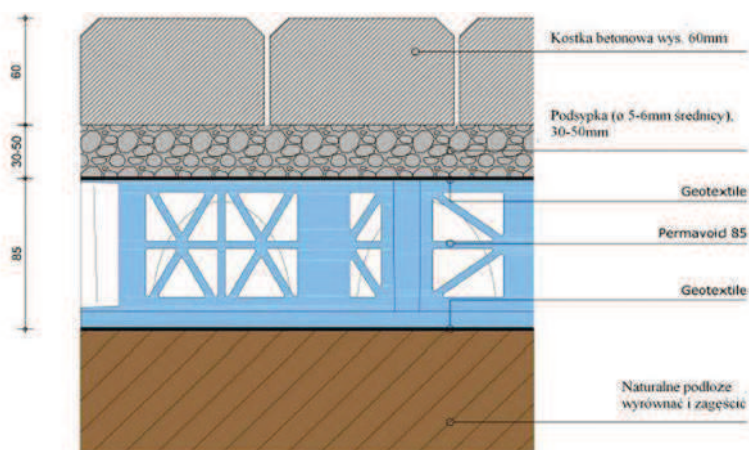 Kostka betonowa wys. 60mm
60
Podsypka (ø 5-6mm średnicy),
30-50mm
30-50
Geotextile
Permavoid 85
85
Geotextile
Naturalne podłoże
wyrównać i zagęścić